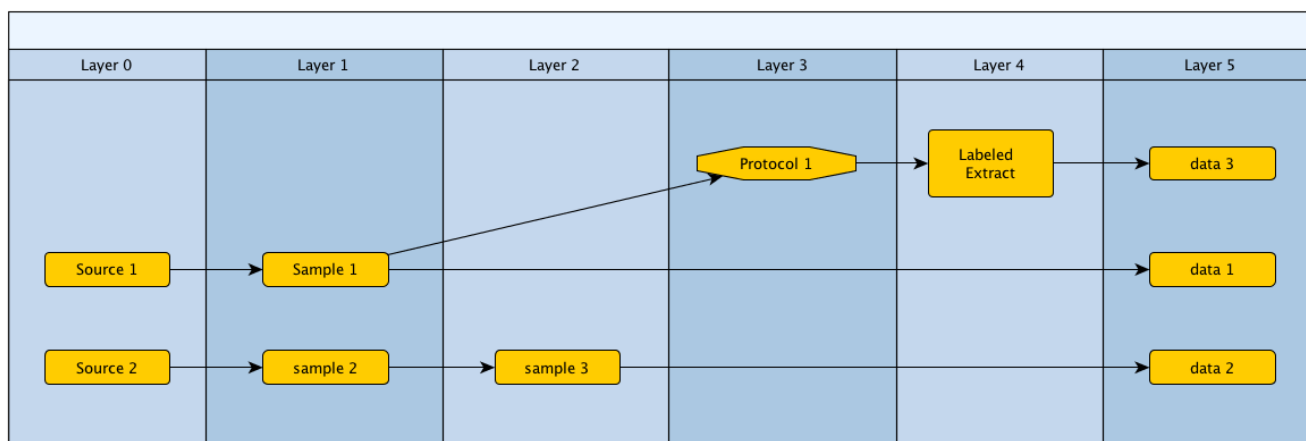 Layer 0
Layer 1
Layer 2
Layer 3
Layer 4
Layer 5
Protocol 1
Labeled
Extract
data 3
Source 1
Sample 1
data 1
Source 2
sample 2
sample 3
data 2